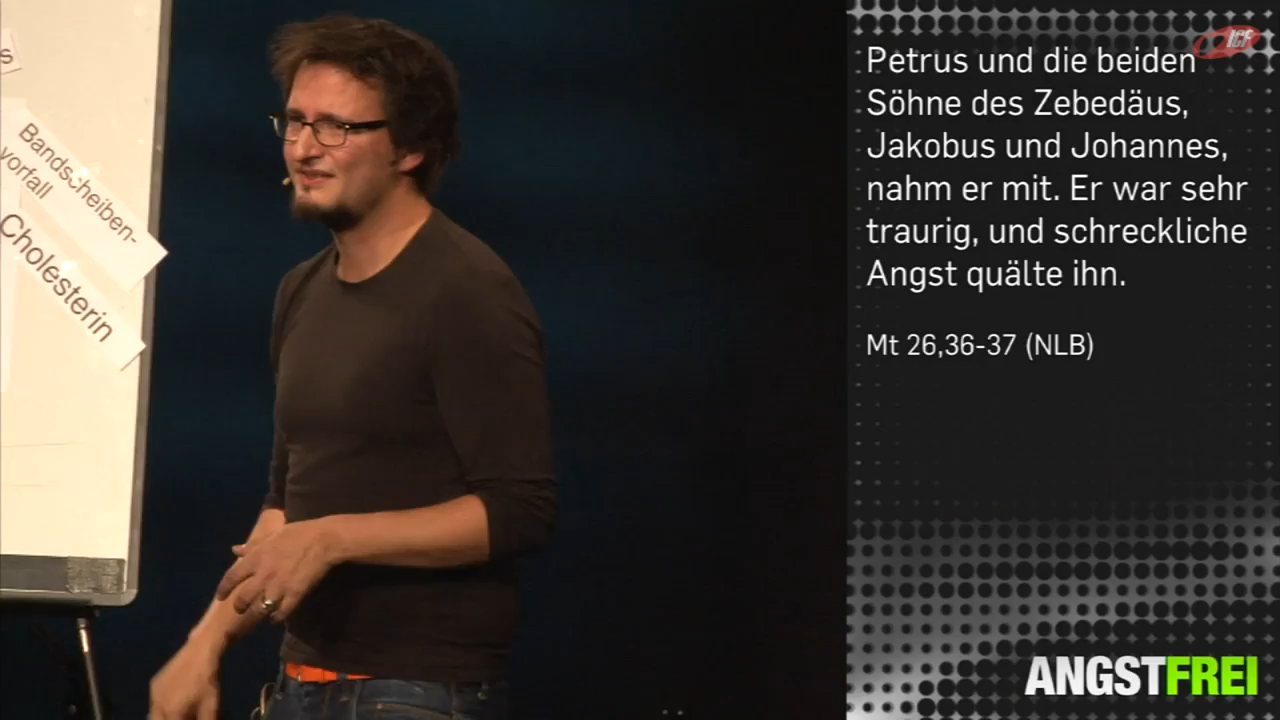 s
Bandscheiben-
vorfall
Cholesterin
ICF
Petrus und die beiden
Söhne des Zebedäus,
Jakobus und Johannes,
nahm er mit. Er war sehr
traurig, und schreckliche
Angst quälte ihn.
Mt 26,36-37 (NLB)
ANGSTFREI